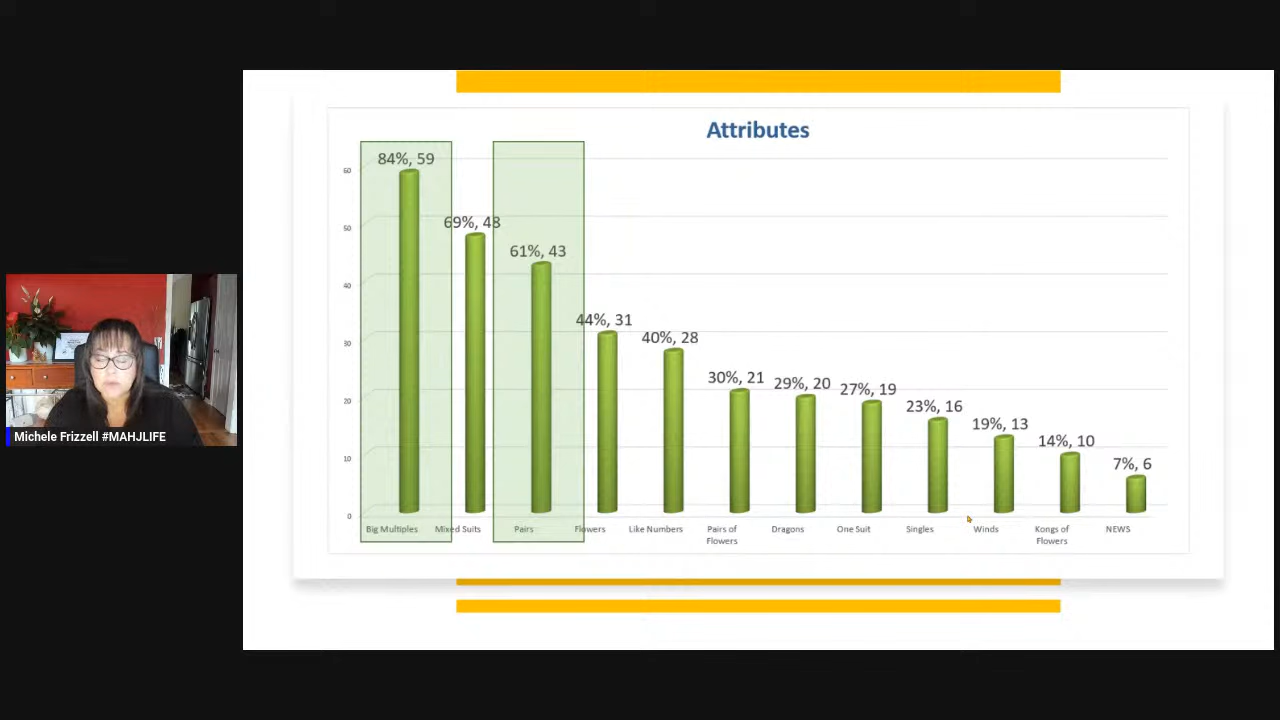 Attributes
84%, 59
69%, 48
61%, 43
44%, 31
40%, 28
30%, 21
29%, 20
27%, 19
23%, 16
19%, 13
14%, 10
7%, 6
60
50
40
30
20
10
0
Big Multiples
Mixed Suits
Pairs
Flowers
Like Numbers
Pairs of
Flowers
Dragons
One Suit
Singles
Winds
Kongs of
Flowers
NEWS
Michele Frizzell #MAHJLIFE